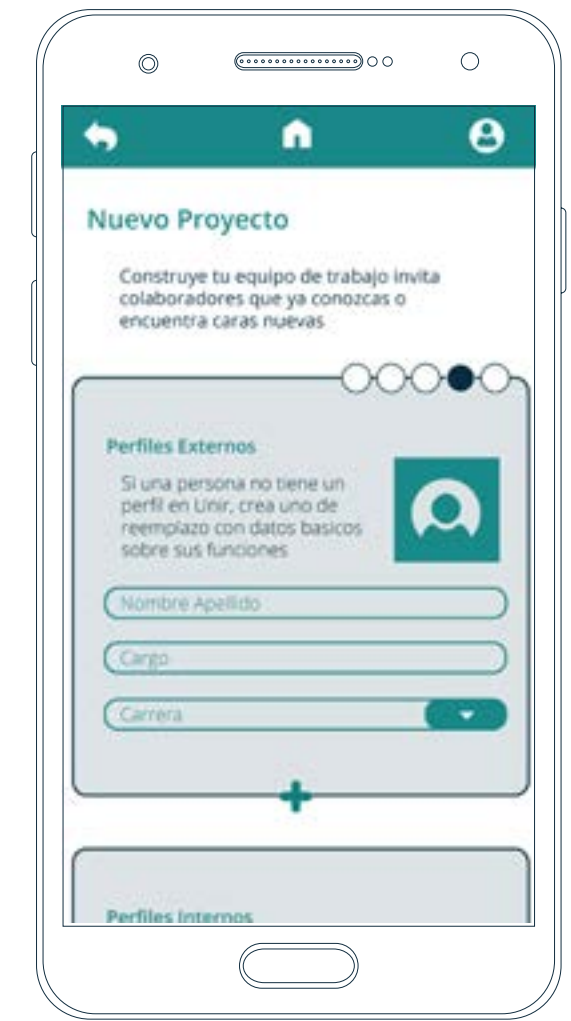 Nuevo Proyecto
Construye tu equipo de trabajo invita
colaboradores que ya conozcas o
encuentra caras nuevas
Perfiles Externos
Si una persona no tiene un
perfil en Unir, crea uno de
reemplazo con datos basicos
sobre sus funciones
Nombre Apellido
Cargo
Carrera
Perfiles Internos